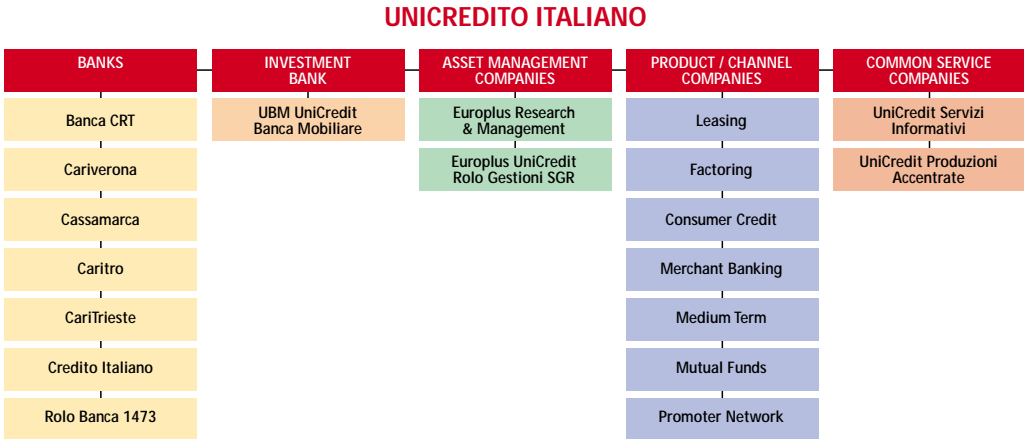 UNICREDITO ITALIANO
BANKS
Banca CRT
Cariverona
Cassamarca
Caritro
CariTrieste
Credito Italiano
Rolo Banca 1473
INVESTMENT
BANK
UBM UniCredit
Banca Mobiliare
ASSET MANAGEMENT
COMPANIES
Europlus Research
& Management
Europlus UniCredit
Rolo Gestioni SGR
PRODUCT / CHANNEL
COMPANIES
Leasing
Factoring
Consumer Credit
Merchant Banking
Medium Term
Mutual Funds
Promoter Network
COMMON SERVICE
COMPANIES
UniCredit Servizi
Informativi
UniCredit Produzioni
Accentrate